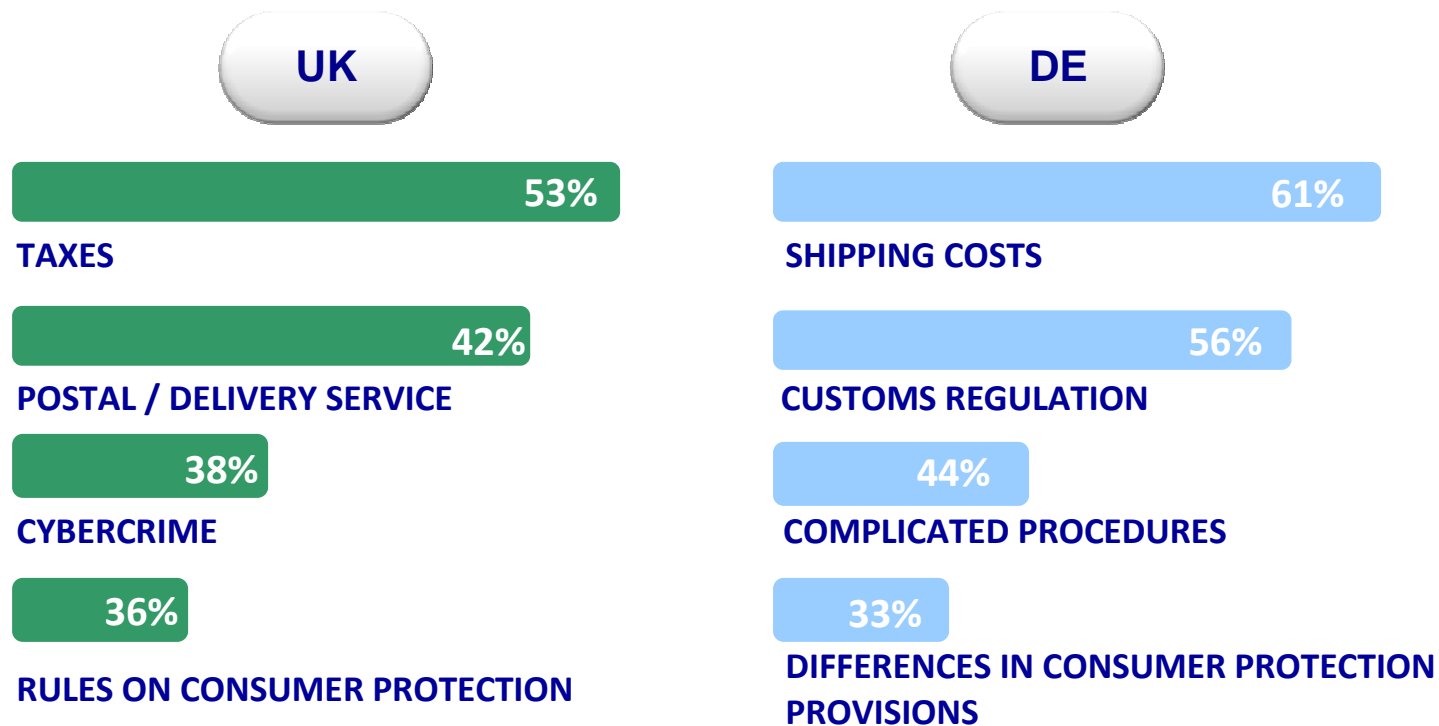 UK
53%
TAXES
42%
POSTAL / DELIVERY SERVICE
38%
CYBERCRIME
36%
RULES ON CONSUMER PROTECTION
DE
61%
SHIPPING COSTS
56%
CUSTOMS REGULATION
44%
COMPLICATED PROCEDURES
33%
DIFFERENCES IN CONSUMER PROTECTION
PROVISIONS